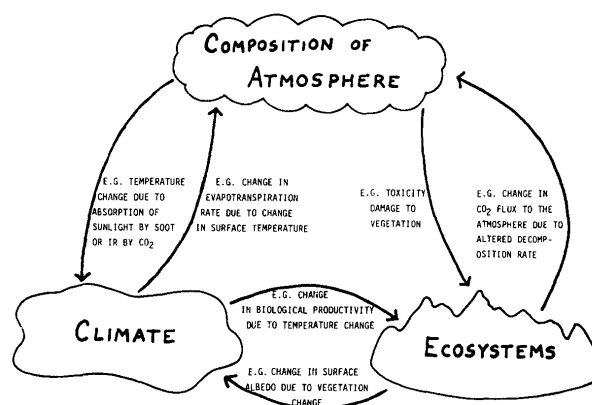 COMPOSITION OF
ATMOSPHERE
E.G. TEMPERATURE
CHANGE DUE TO
ABSORPTION OF
SUNLIGHT BY SOOT
OR IR BY CO₂
E.G. CHANGE IN
EVAPOTRANSPIRATION
RATE DUE TO CHANGE
IN SURFACE TEMPERATURE
E.G. TOXICITY
DAMAGE TO
VEGETATION
E.G. CHANGE IN
CO₂ FLUX TO THE
ATMOSPHERE DUE TO
ALTERED DECOMP-
OSITION RATE
CLIMATE
E.G. CHANGE
IN BIOLOGICAL PRODUCTIVITY
DUE TO TEMPERATURE CHANGE
ECOSYSTEMS
E.G. CHANGE IN SURFACE
ALBEDO DUE TO VEGETATION
CHANGE